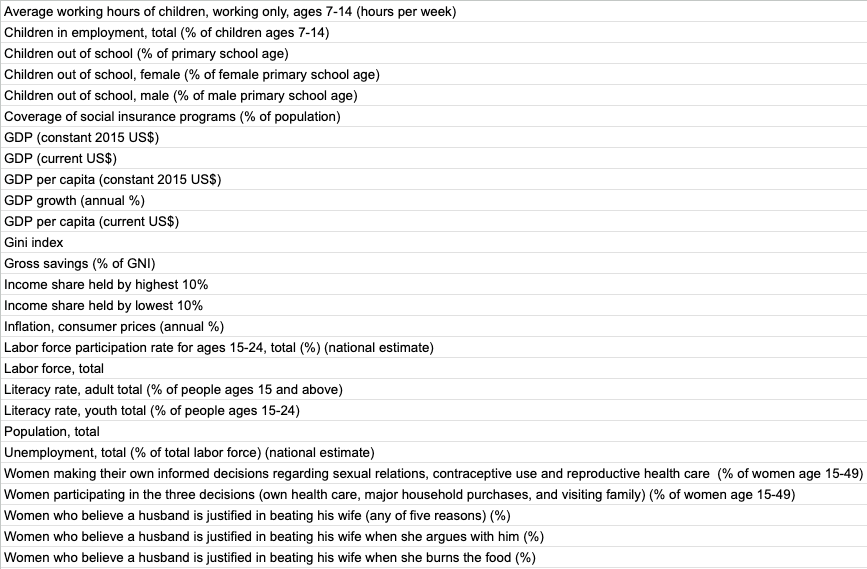 Average working hours of children, working only, ages 7-14 (hours per week)
Children in employment, total (% of children ages 7-14)
Children out of school (% of primary school age)
Children out of school, female (% of female primary school age)
Children out of school, male (% of male primary school age)
Coverage of social insurance programs (% of population)
GDP (constant 2015 US$)
GDP (current US$)
GDP per capita (constant 2015 US$)
GDP growth (annual %)
GDP per capita (current US$)
Gini index
Gross savings (% of GNI)
Income share held by highest 10%
Income share held by lowest 10%
Inflation, consumer prices (annual %)
Labor force participation rate for ages 15-24, total (%) (national estimate)
Labor force, total
Literacy rate, adult total (% of people ages 15 and above)
Literacy rate, youth total (% of people ages 15-24)
Population, total
Unemployment, total (% of total labor force) (national estimate)
Women making their own informed decisions regarding sexual relations, contraceptive use and reproductive health care  (% of women age 15-49)
Women participating in the three decisions (own health care, major household purchases, and visiting family) (% of women age 15-49)
Women who believe a husband is justified in beating his wife (any of five reasons) (%)
Women who believe a husband is justified in beating his wife when she argues with him (%)
Women who believe a husband is justified in beating his wife when she burns the food (%)